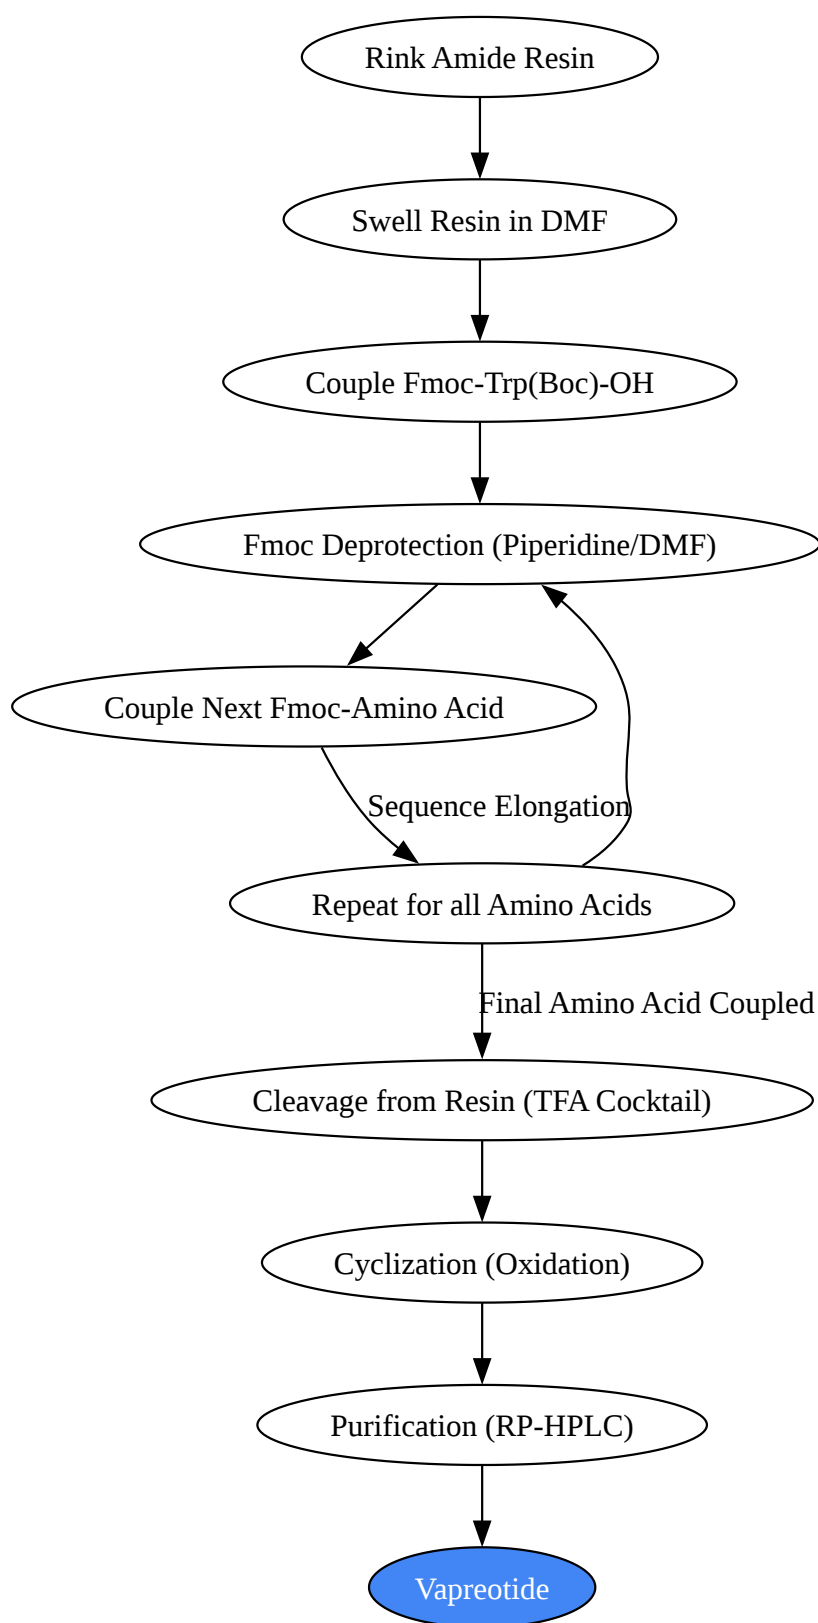 Rink Amide Resin
Swell Resin in DMF
Couple Fmoc-Trp(Boc)-OH
Fmoc Deprotection (Piperidine/DMF)
Couple Next Fmoc-Amino Acid
Sequence Elongation
Repeat for all Amino Acids
Final Amino Acid Coupled
Cleavage from Resin (TFA Cocktail)
Cyclization (Oxidation)
Purification (RP-HPLC)
Vapreotide